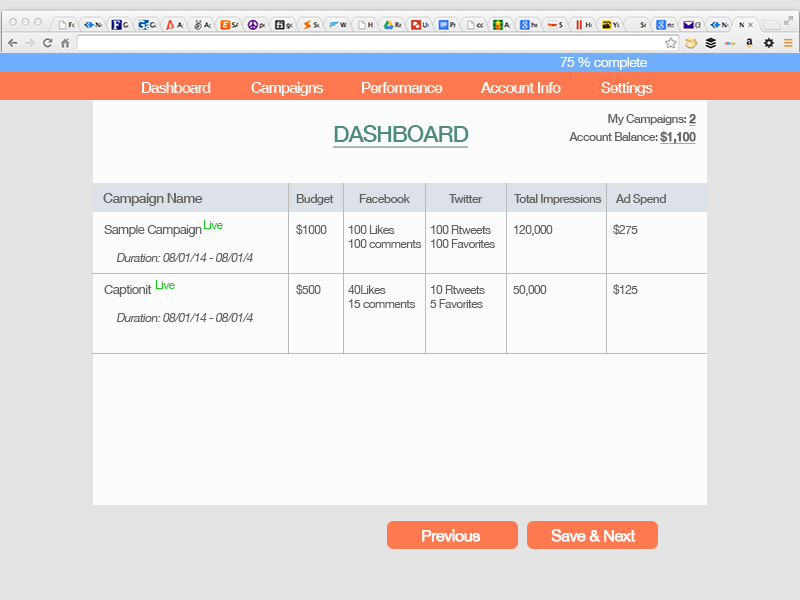 75 % complete
Dashboard Campaigns Performance Account Info Settings
My Campaigns: 2
DASHBOARD
Account Balance: $1,100
Campaign Name Budget Facebook Twitter Total Impressions Ad Spend
Sample Campaign Live $1000 100 Likes 100 Rtweets 120,000 $275
100 comments 100 Favorites
Duration: 08/01/14 - 08/01/4
Captionit Live $500 40Likes 10 Rtweets 50,000 $125
15 comments 5 Favorites
Duration: 08/01/14 - 08/01/4
Previous Save & Next